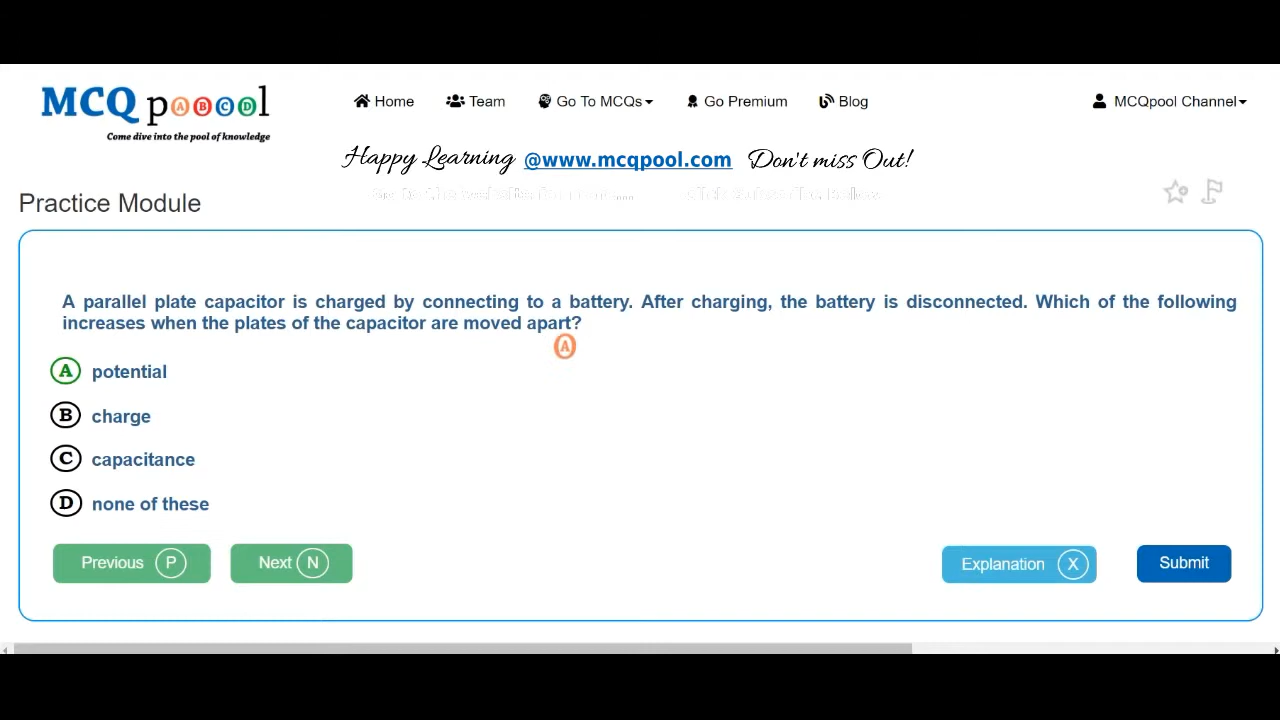 MCQ pooool
Come dive into the pool of knowledge
Home Team Go To MCQs Go Premium Blog MCQpool Channel
Happy Learning @www.mcqpool.com Don't miss Out!
Practice Module
A parallel plate capacitor is charged by connecting to a battery. After charging, the battery is disconnected. Which of the following
increases when the plates of the capacitor are moved apart?
A
A potential
B charge
C capacitance
D none of these
Previous P Next N Explanation X Submit